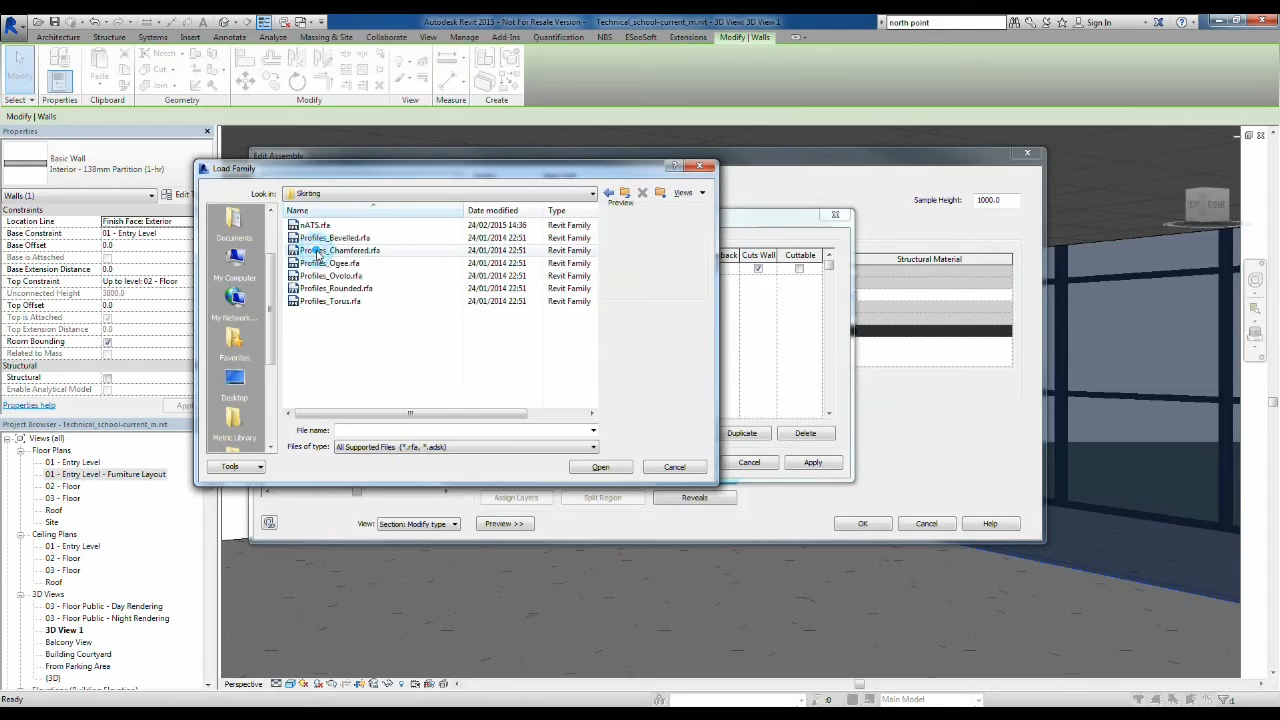 Autodesk Revit 2015 - Not For Resale Version - Technical_school-current_m.rvt - 3D View: 3D View 1
north point
Sign In
Architecture Structure Systems Insert Annotate Analyze Massing & Site Collaborate View Manage Add-Ins Quantification NBS ESooSoft Extensions Modify | Walls
Modify
Paste
Notch
Cut
Join
Select Properties Clipboard Geometry Modify View Measure Create
Modify | Walls
Properties
Basic Wall
Interior - 138mm Partition (1-hr)
Walls (1)
Edit T
Constraints
Location Line Finish Face: Exterior
Base Constraint 01 - Entry Level
Base Offset 0.0
Base is Attached
Base Extension Distance 0.0
Top Constraint Up to level: 02 - Floor
Unconnected Height 3800.0
Top Offset 0.0
Top is Attached
Top Extension Distance 0.0
Room Bounding
Related to Mass
Structural
Structural
Enable Analytical Model
Properties help
App
Project Browser - Technical_school-current_m.rvt
Views (all)
Floor Plans
01 - Entry Level
01 - Entry Level - Furniture Layout
02 - Floor
03 - Floor
Roof
Site
Ceiling Plans
01 - Entry Level
02 - Floor
03 - Floor
Roof
3D Views
03 - Floor Public - Day Rendering
03 - Floor Public - Night Rendering
3D View 1
Balcony View
Building Courtyard
From Parking Area
{3D}
Edit Assembly
Load Family
Look in:
Skirting
Views
Preview
Name Date modified Type
nATS.rfa 24/02/2015 14:36 Revit Family
Profiles_Bevelled.rfa 24/01/2014 22:51 Revit Family
Profiles_Chamfered.rfa 24/01/2014 22:51 Revit Family
Profiles_Ogee.rfa 24/01/2014 22:51 Revit Family
Profiles_Ovolo.rfa 24/01/2014 22:51 Revit Family
Profiles_Rounded.rfa 24/01/2014 22:51 Revit Family
Profiles_Torus.rfa 24/01/2014 22:51 Revit Family
Documents
My Computer
My Network...
Favorites
Desktop
Metric Library
File name:
Files of type: All Supported Files (*.rfa, *.adsk)
Tools
Open
Cancel
Sample Height: 1000.0
back Cuts Wall Cuttable
Structural Material
Duplicate
Delete
Cancel
Apply
Assign Layers
Split Region
Reveals
View: Section: Modify type
Preview >>
OK
Cancel
Help
RIGHT
Perspective
Ready
:0
Main Model
:1